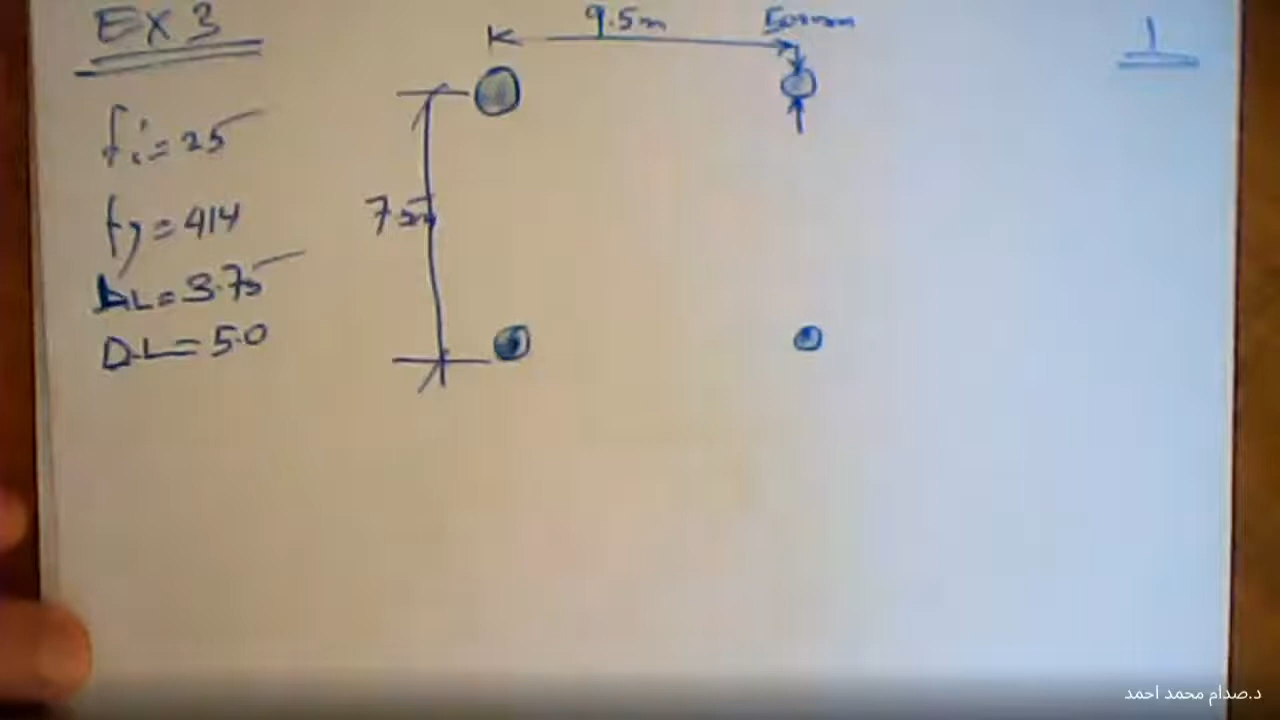 EX 3
9.5m
500mm
1
f'c = 25
fy = 414
7.5m
LL = 3.75
D.L = 5.0
د.صدام محمد احمد